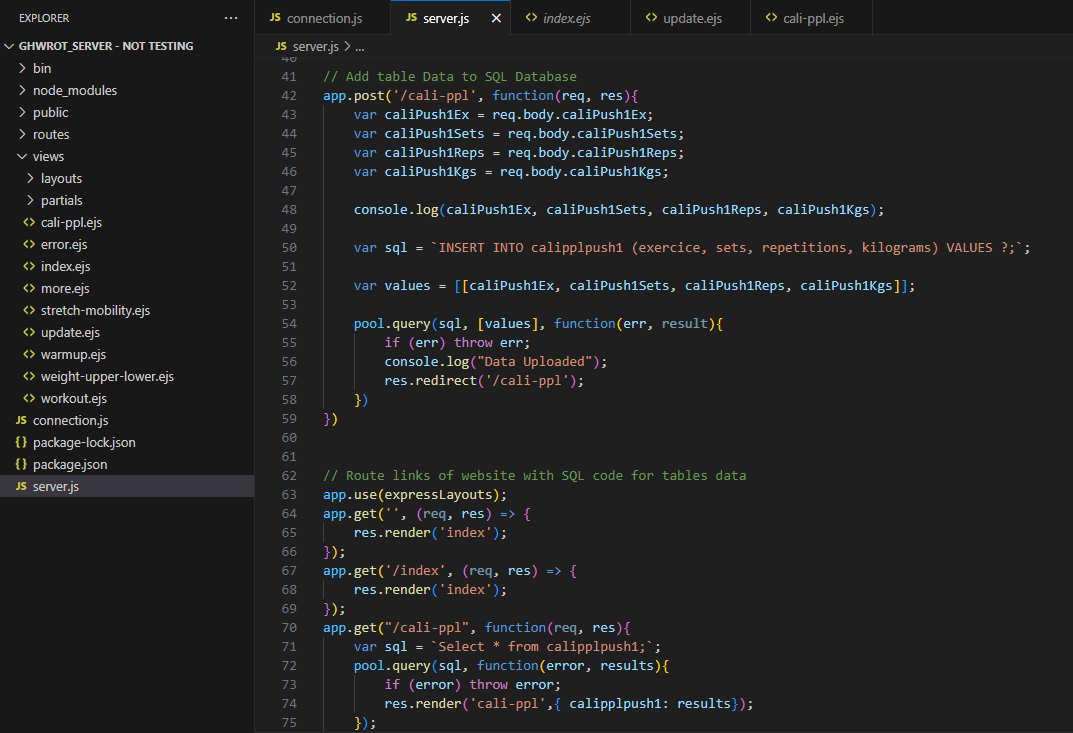 EXPLORER
GHWROT_SERVER - NOT TESTING
bin
node_modules
public
routes
views
layouts
partials
cali-ppl.ejs
error.ejs
index.ejs
more.ejs
stretch-mobility.ejs
update.ejs
warmup.ejs
weight-upper-lower.ejs
workout.ejs
JS connection.js
{} package-lock.json
{} package.json
JS server.js
JS connection.js JS server.js <> index.ejs <> update.ejs <> cali-ppl.ejs
JS server.js > ...
40
41 // Add table Data to SQL Database
42 app.post('/cali-ppl', function(req, res){
43     var caliPush1Ex = req.body.caliPush1Ex;
44     var caliPush1Sets = req.body.caliPush1Sets;
45     var caliPush1Reps = req.body.caliPush1Reps;
46     var caliPush1Kgs = req.body.caliPush1Kgs;
47
48     console.log(caliPush1Ex, caliPush1Sets, caliPush1Reps, caliPush1Kgs);
49
50     var sql = `INSERT INTO calipplpush1 (exercice, sets, repetitions, kilograms) VALUES ?;`;
51
52     var values = [[caliPush1Ex, caliPush1Sets, caliPush1Reps, caliPush1Kgs]];
53
54     pool.query(sql, [values], function(err, result){
55         if (err) throw err;
56         console.log("Data Uploaded");
57         res.redirect('/cali-ppl');
58     })
59 })
60
61
62 // Route links of website with SQL code for tables data
63 app.use(expressLayouts);
64 app.get('', (req, res) => {
65     res.render('index');
66 });
67 app.get('/index', (req, res) => {
68     res.render('index');
69 });
70 app.get("/cali-ppl", function(req, res){
71     var sql = `Select * from calipplpush1;`;
72     pool.query(sql, function(error, results){
73         if (error) throw error;
74         res.render('cali-ppl',{ calipplpush1: results});
75     });